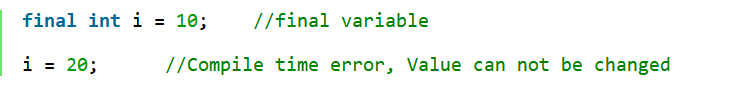 final int i = 10;    //final variable
i = 20;      //Compile time error, Value can not be changed